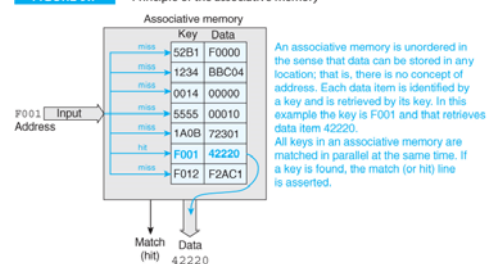 Principle of the associative memory
Associative memory
Key Data
miss 52B1 F0000
miss 1234 BBC04
miss 0014 00000
miss 5555 00010
miss 1A0B 72301
hit F001 42220
miss F012 F2AC1
F001 Input
Address
Match
(hit)
Data
42220
An associative memory is unordered in
the sense that data can be stored in any
location; that is, there is no concept of
address. Each data item is identified by
a key and is retrieved by its key. In this
example the key is F001 and that retrieves
data item 42220.
All keys in an associative memory are
matched in parallel at the same time. If
a key is found, the match (or hit) line
is asserted.